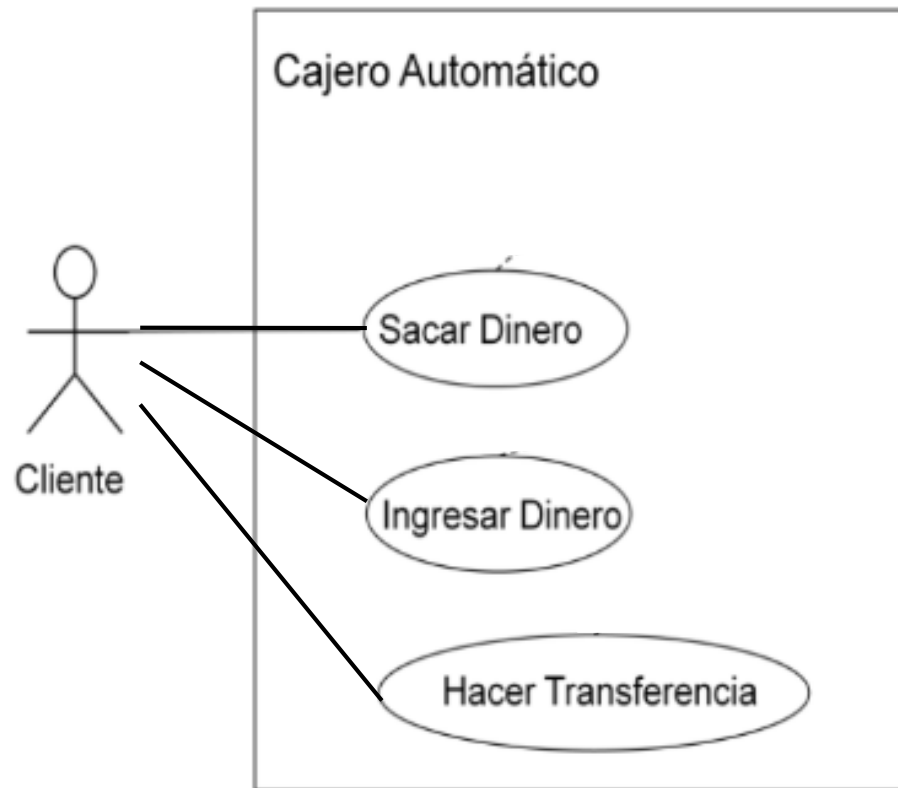 Cajero Automático
Sacar Dinero
Cliente
Ingresar Dinero
Hacer Transferencia